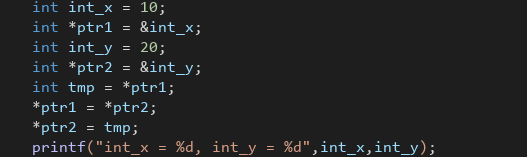 int int_x = 10;
int *ptr1 = &int_x;
int int_y = 20;
int *ptr2 = &int_y;
int tmp = *ptr1;
*ptr1 = *ptr2;
*ptr2 = tmp;
printf("int_x = %d, int_y = %d",int_x,int_y);